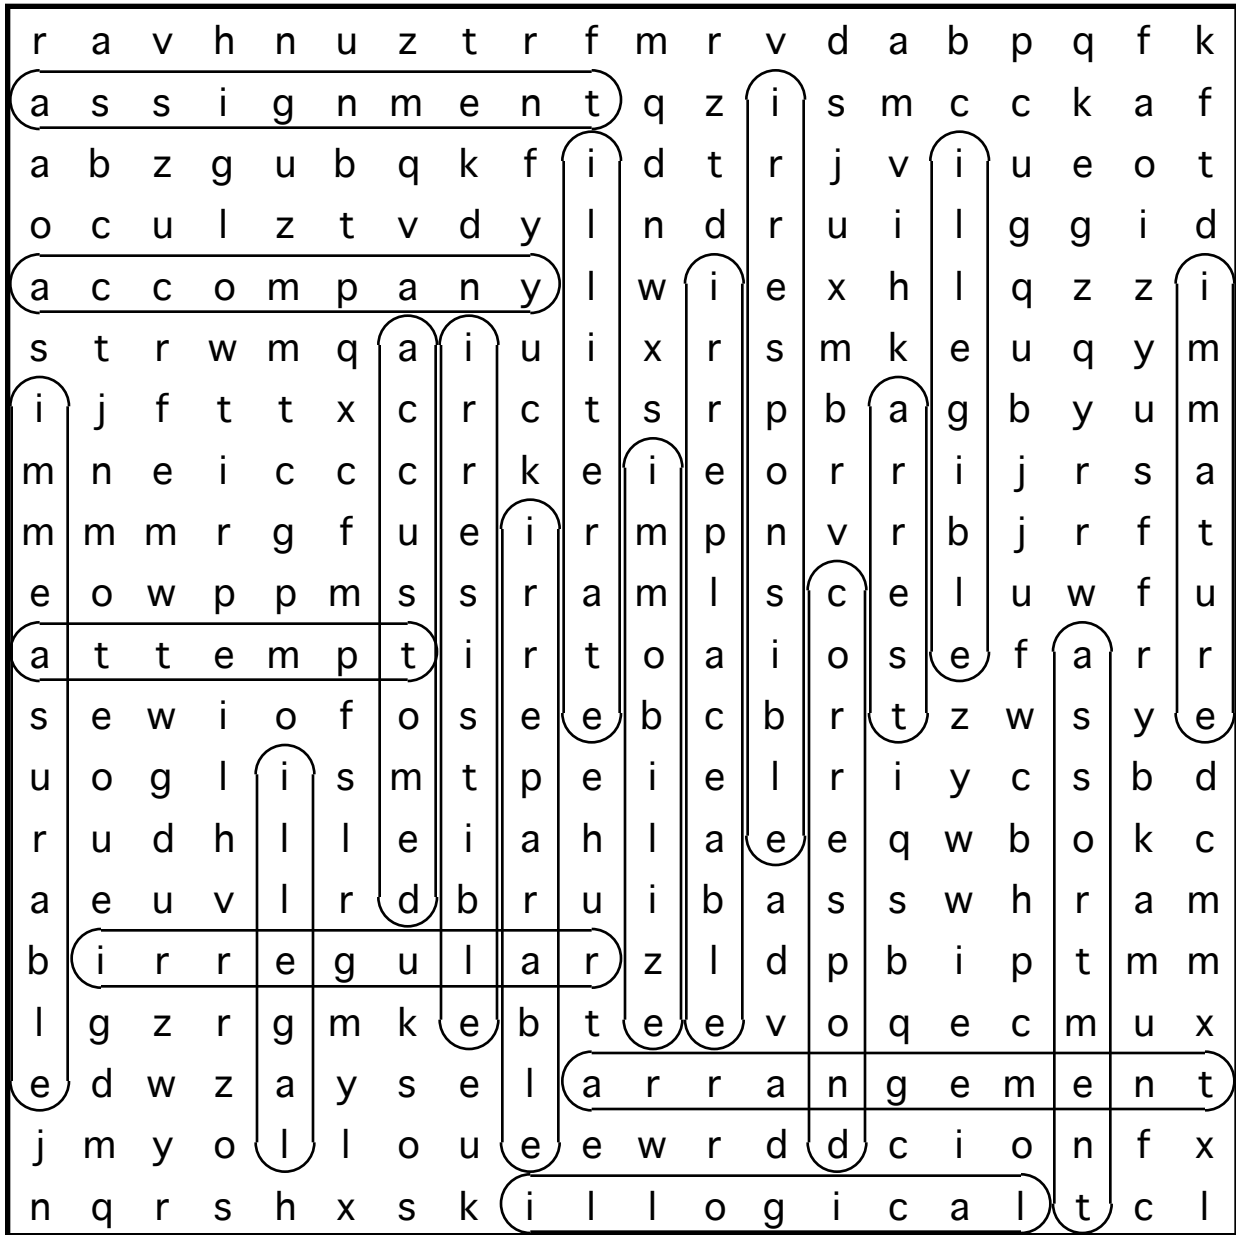 r a v h n u z t r f m r v d a b p q f k
a s s i g n m e n t q z i s m c c k a f
a b z g u b q k f i d t r j v i u e o t
o c u l z t v d y l n d r u i l g g i d
a c c o m p a n y l w i e x h l q z z i
s t r w m q a i u i x r s m k e u q y m
i j f t t x c r c t s r p b a g b y u m
m n e i c c c r k e i e o r r i j r s a
m m m r g f u e i r m p n v r b j r f t
e o w p p m s s r a m l s c e l u w f u
a t t e m p t i r t o a i o s e f a r r
s e w i o f o s e e b c b r t z w s y e
u o g l i s m t p e i e l r i y c s b d
r u d h l l e i a h l a e e q w b o k c
a e u v l r d b r u i b a s s w h r a m
b i r r e g u l a r z l d p b i p t m m
l g z r g m k e b t e e v o q e c m u x
e d w z a y s e l a r r a n g e m e n t
j m y o l l o u e e w r d d c i o n f x
n q r s h x s k i l l o g i c a l t c l